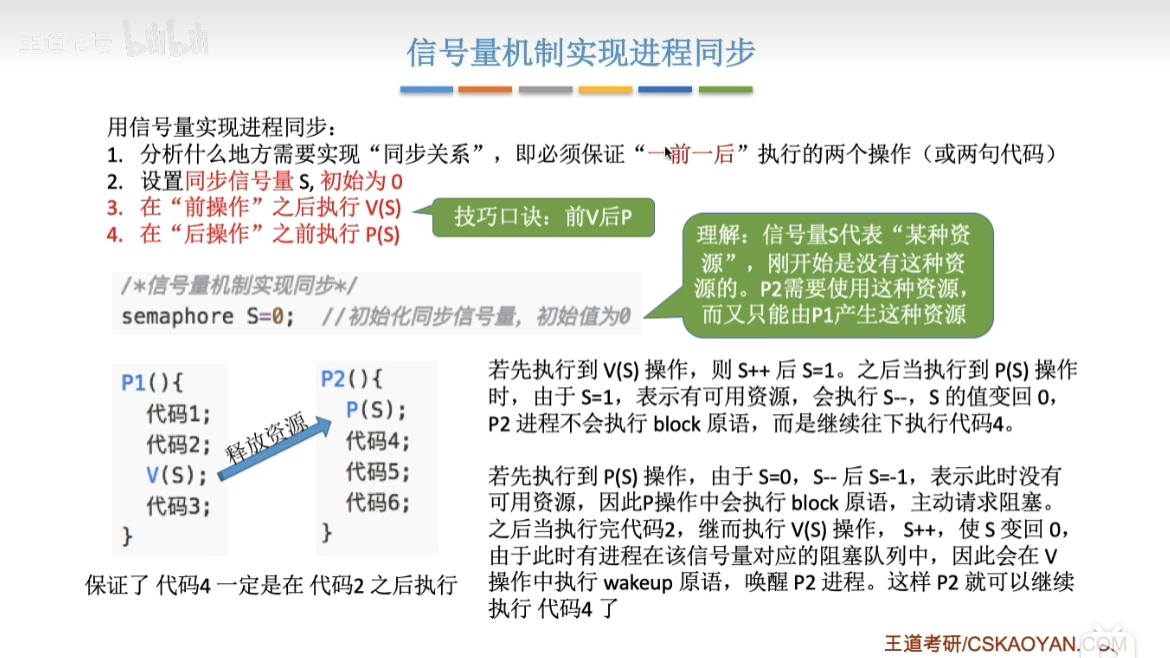 王道论坛 bilibili
信号量机制实现进程同步
用信号量实现进程同步：
1. 分析什么地方需要实现“同步关系”，即必须保证“一前一后”执行的两个操作（或两句代码）
2. 设置同步信号量 S, 初始为 0
3. 在“前操作”之后执行 V(S)
4. 在“后操作”之前执行 P(S)
技巧口诀：前V后P
理解：信号量S代表“某种资
源”，刚开始是没有这种资
源的。P2需要使用这种资源，
而又只能由P1产生这种资源
/*信号量机制实现同步*/
semaphore S=0; //初始化同步信号量，初始值为0
P1(){
代码1;
代码2;
V(S);
代码3;
}
释放资源
P2(){
P(S);
代码4;
代码5;
代码6;
}
保证了 代码4 一定是在 代码2 之后执行
若先执行到 V(S) 操作，则 S++ 后 S=1。之后当执行到 P(S) 操作
时，由于 S=1，表示有可用资源，会执行 S--，S 的值变回 0，
P2 进程不会执行 block 原语，而是继续往下执行代码4。
若先执行到 P(S) 操作，由于 S=0，S-- 后 S=-1，表示此时没有
可用资源，因此P操作中会执行 block 原语，主动请求阻塞。
之后当执行完代码2，继而执行 V(S) 操作， S++，使 S 变回 0，
由于此时有进程在该信号量对应的阻塞队列中，因此会在 V
操作中执行 wakeup 原语，唤醒 P2 进程。这样 P2 就可以继续
执行 代码4 了
王道考研/CSKAOYAN.COM